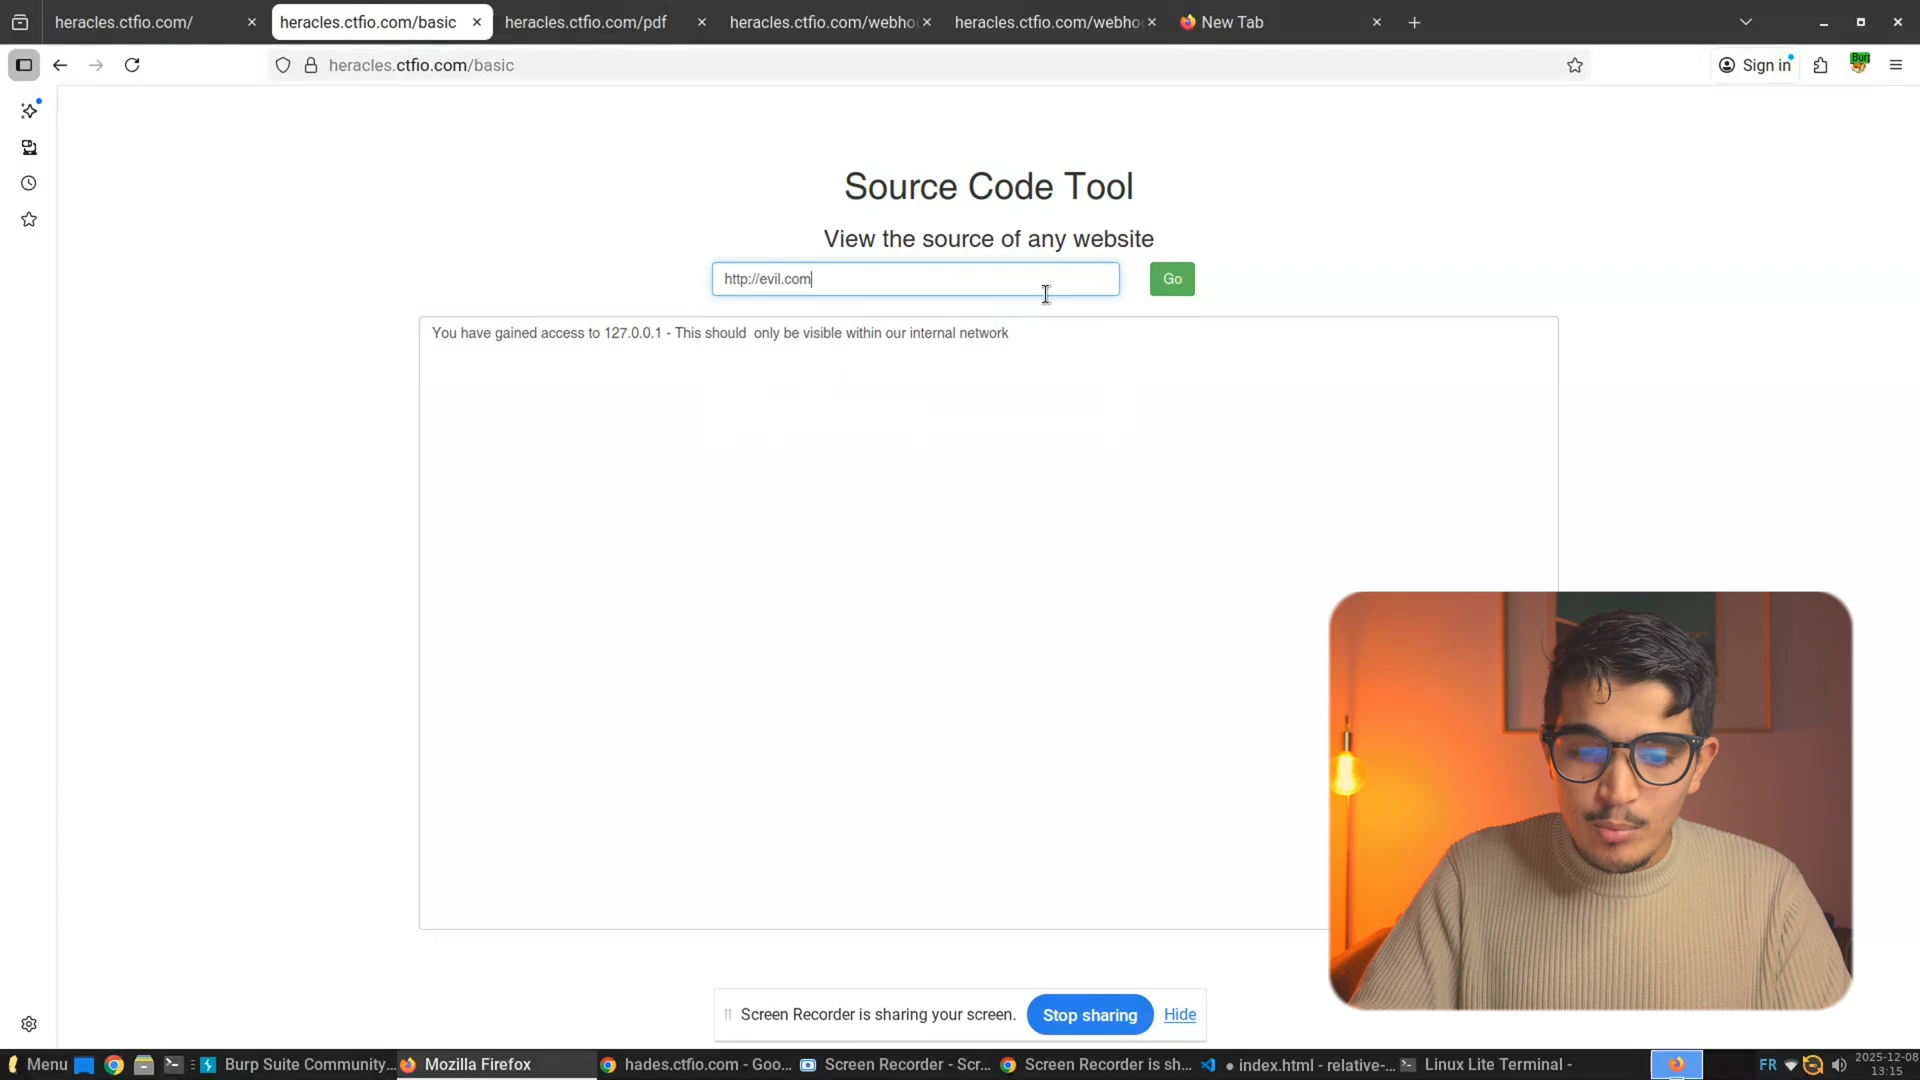 heracles.ctfio.com/
heracles.ctfio.com/basic
heracles.ctfio.com/pdf
heracles.ctfio.com/webho
heracles.ctfio.com/webho
New Tab
heracles.ctfio.com/basic
Sign in
Burp
Source Code Tool
View the source of any website
http://evil.com
Go
You have gained access to 127.0.0.1 - This should  only be visible within our internal network
Screen Recorder is sharing your screen.
Stop sharing
Hide
Menu
Burp Suite Community...
Mozilla Firefox
hades.ctfio.com - Goo...
Screen Recorder - Scr...
Screen Recorder is sh...
● index.html - relative-...
Linux Lite Terminal -
FR
2025-12-08
13:15